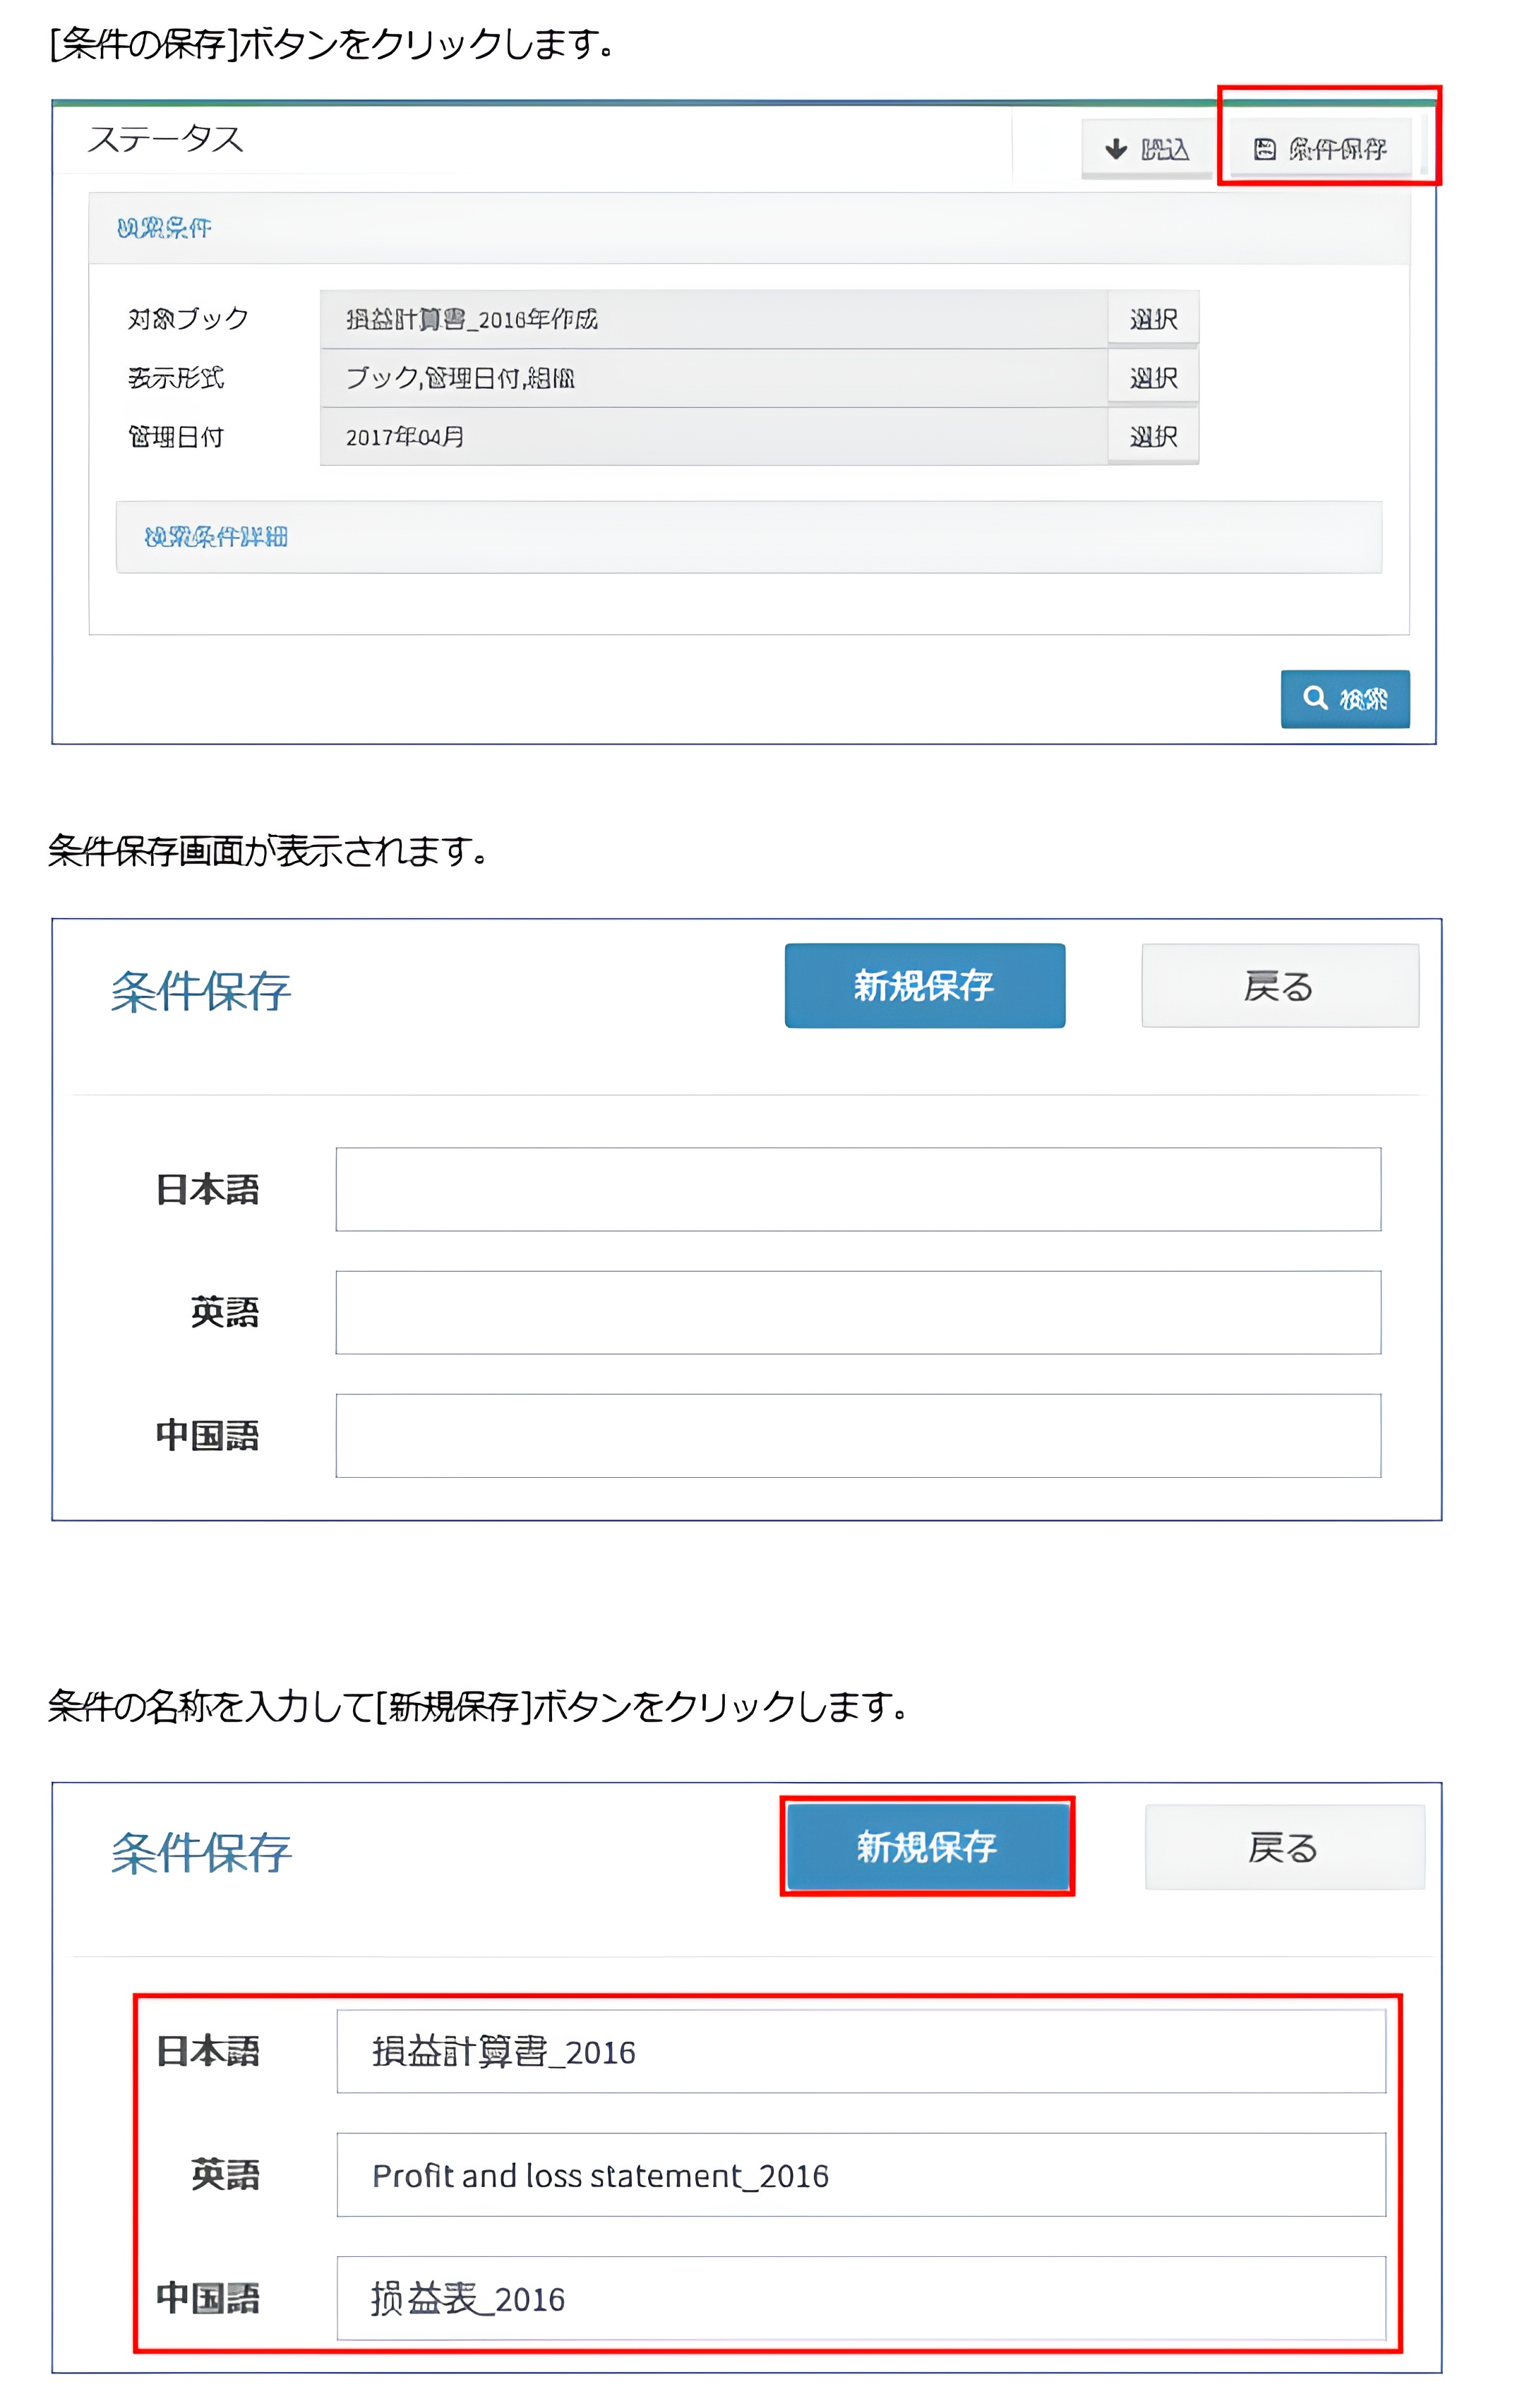 [条件の保存]ボタンをクリックします。
ステータス
読込
条件保存
検索条件
対象ブック
損益計算書_2016年作成
選択
表示形式
ブック,管理日付,組織
選択
管理日付
2017年04月
選択
検索条件詳細
検索
条件保存画面が表示されます。
条件保存
新規保存
戻る
日本語
英語
中国語
条件の名称を入力して[新規保存]ボタンをクリックします。
条件保存
新規保存
戻る
日本語
損益計算書_2016
英語
Profit and loss statement_2016
中国語
损益表_2016